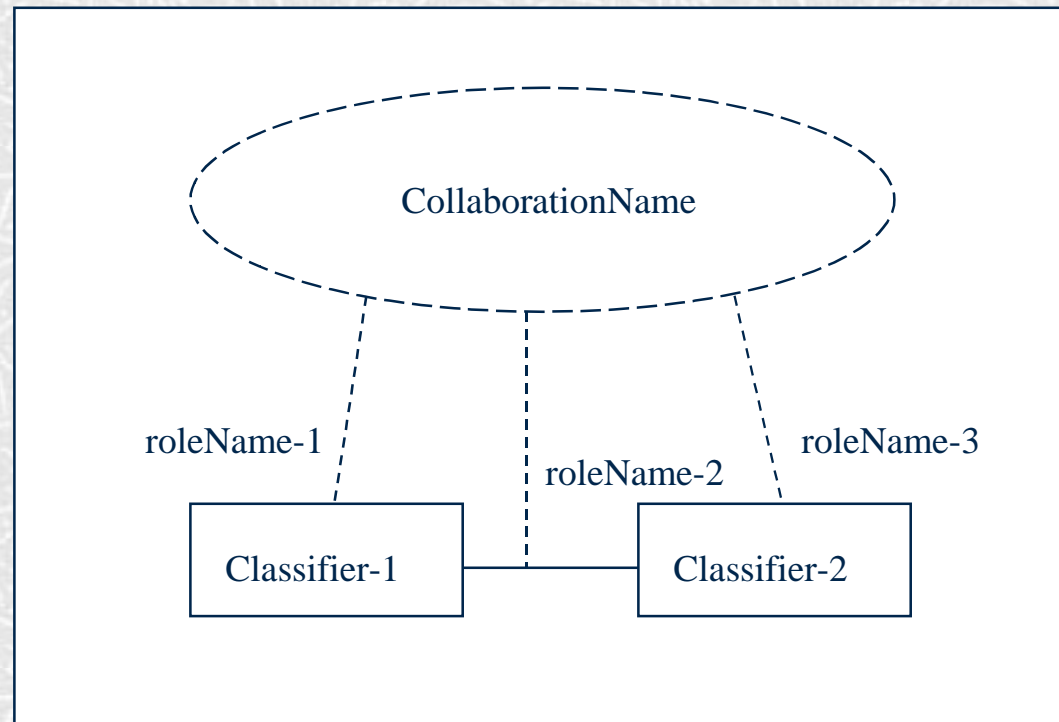 CollaborationName
roleName-1
roleName-3
roleName-2
Classifier-1
Classifier-2